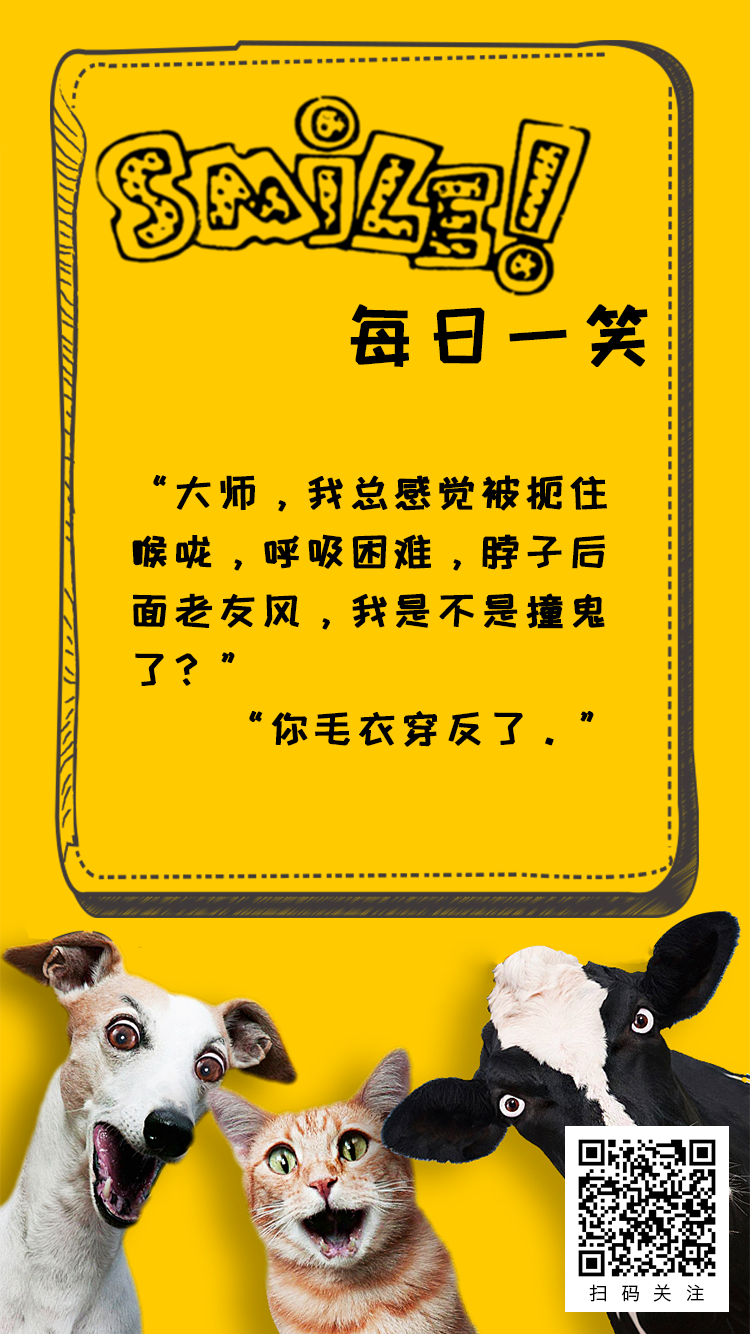 SMiLE!
每日一笑
“大师，我总感觉被扼住
喉咙，呼吸困难，脖子后
面老友风，我是不是撞鬼
了？”
“你毛衣穿反了．”
扫码关注